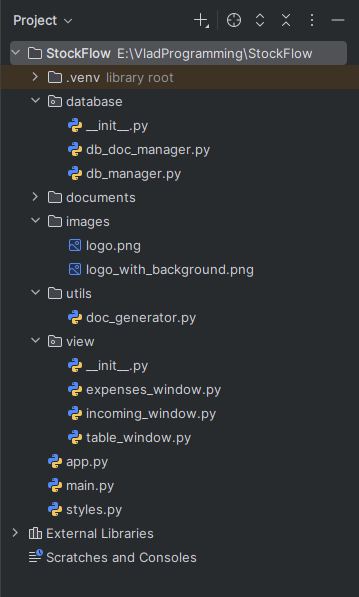 Project
StockFlow E:\VladProgramming\StockFlow
.venv library root
database
__init__.py
db_doc_manager.py
db_manager.py
documents
images
logo.png
logo_with_background.png
utils
doc_generator.py
view
__init__.py
expenses_window.py
incoming_window.py
table_window.py
app.py
main.py
styles.py
External Libraries
Scratches and Consoles